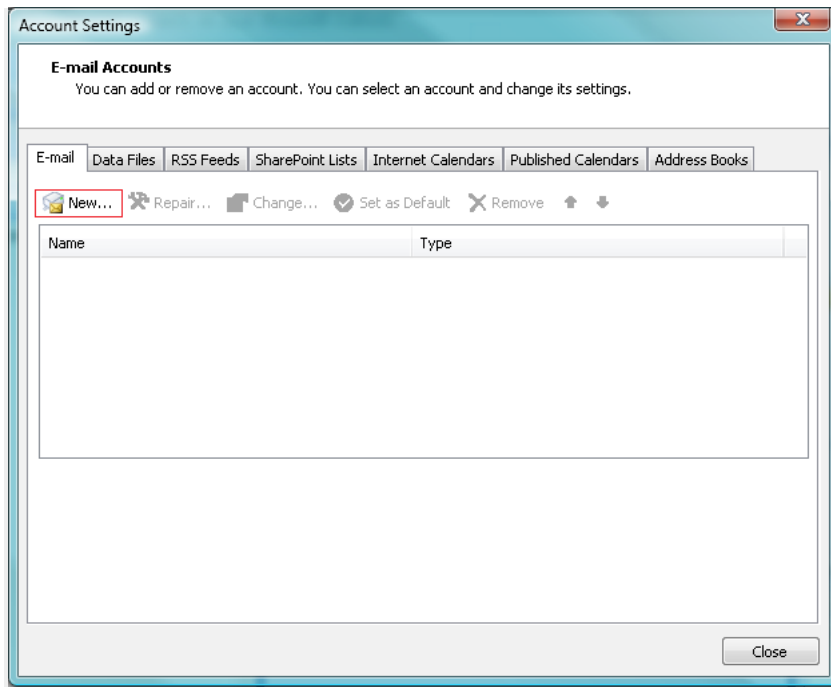 Account Settings
E-mail Accounts
You can add or remove an account. You can select an account and change its settings.
E-mail Data Files RSS Feeds SharePoint Lists Internet Calendars Published Calendars Address Books
New... Repair... Change... Set as Default Remove
Name Type
Close